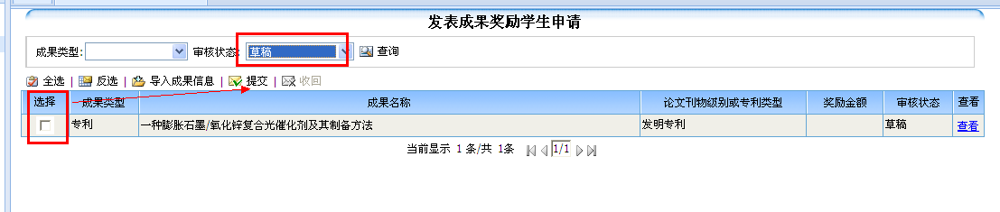 发表成果奖励学生申请
成果类型: 审核状态: 草稿 查询
全选 | 反选 | 导入成果信息 | 提交 | 收回
选择 成果类型 成果名称 论文刊物级别或专利类型 奖励金额 审核状态 查看
专利 一种膨胀石墨/氧化锌复合光催化剂及其制备方法 发明专利 草稿 查看
当前显示 1 条/共 1条 1/1